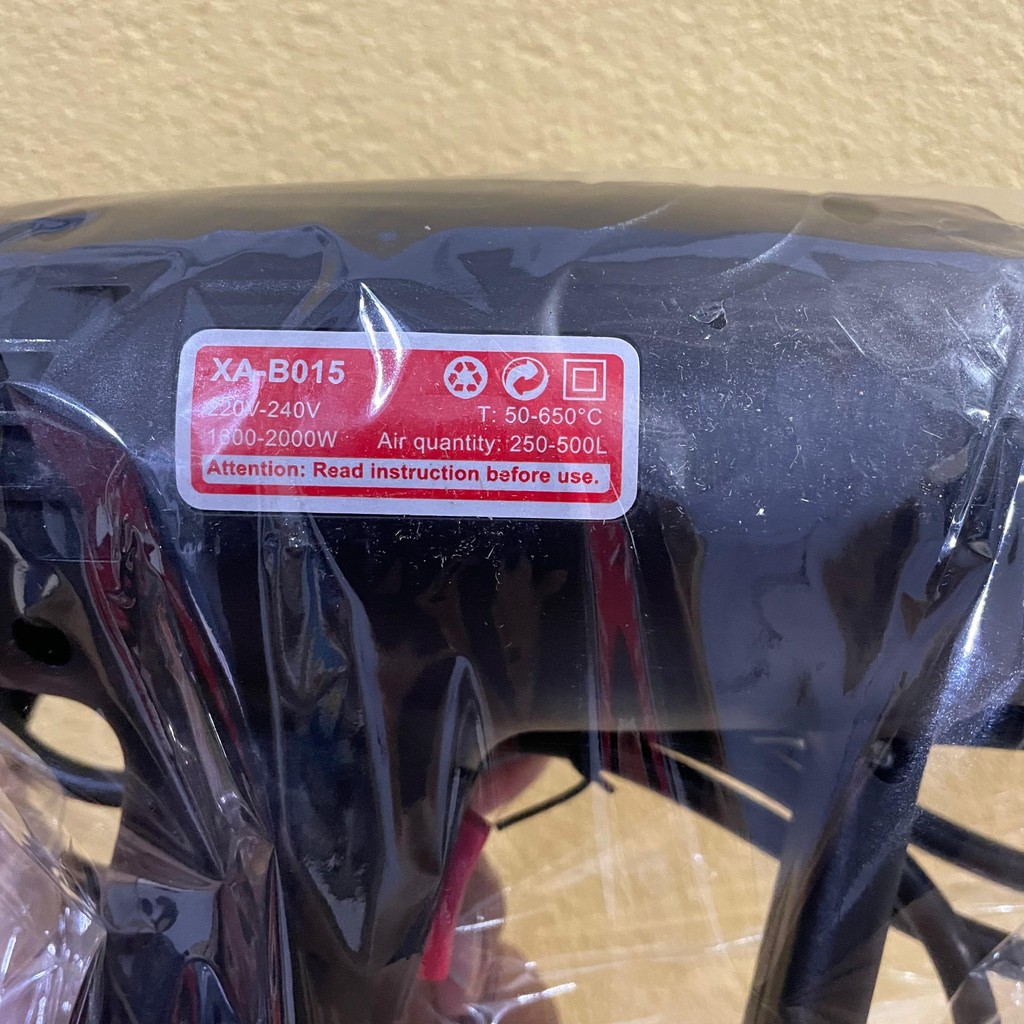 XA-B015
220V-240V T: 50-650°C
1600-2000W Air quantity: 250-500L
Attention: Read instruction before use.